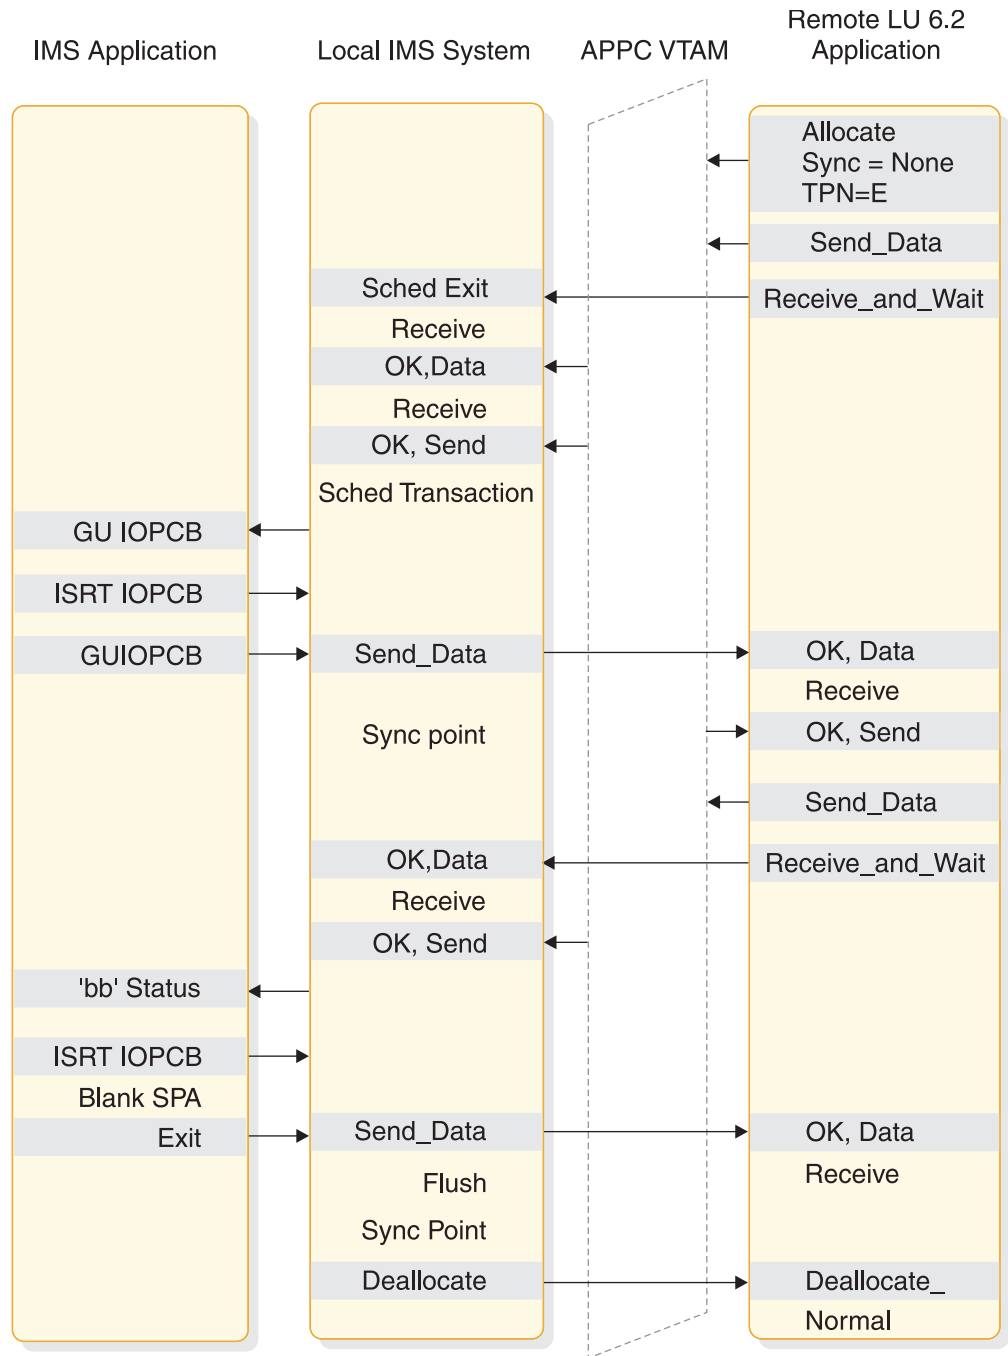 IMS Application
Local IMS System
APPC VTAM
Remote LU 6.2
Application
Allocate
Sync = None
TPN=E
Send_Data
Sched Exit
Receive_and_Wait
Receive
OK,Data
Receive
OK, Send
Sched Transaction
GU IOPCB
ISRT IOPCB
GUIOPCB
Send_Data
OK, Data
Receive
Sync point
OK, Send
Send_Data
OK,Data
Receive_and_Wait
Receive
OK, Send
'bb' Status
ISRT IOPCB
Blank SPA
Exit
Send_Data
OK, Data
Receive
Flush
Sync Point
Deallocate
Deallocate_
Normal